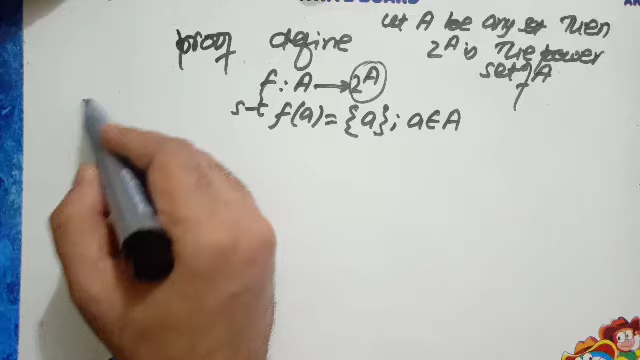 let A be any set then
2^A is the power
set of A
proof define
f : A → 2^A
s-t f(a) = {a} ; a ∈ A